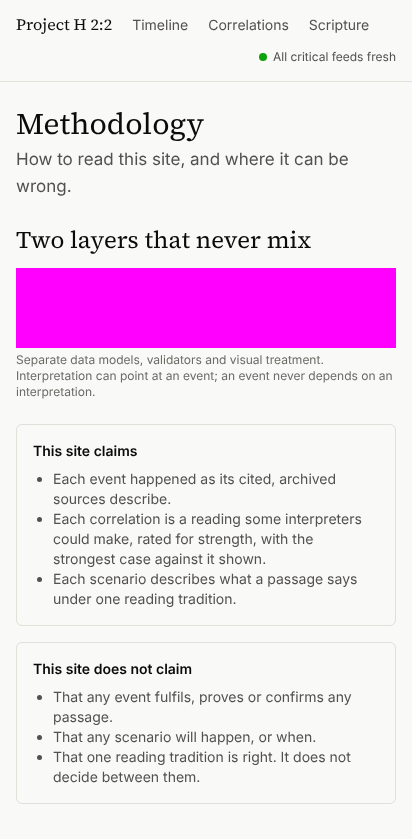 Project H 2:2 Timeline Correlations Scripture
All critical feeds fresh
Methodology
How to read this site, and where it can be
wrong.
Two layers that never mix
Separate data models, validators and visual treatment.
Interpretation can point at an event; an event never depends on an
interpretation.
This site claims
• Each event happened as its cited, archived
sources describe.
• Each correlation is a reading some interpreters
could make, rated for strength, with the
strongest case against it shown.
• Each scenario describes what a passage says
under one reading tradition.
This site does not claim
• That any event fulfils, proves or confirms any
passage.
• That any scenario will happen, or when.
• That one reading tradition is right. It does not
decide between them.